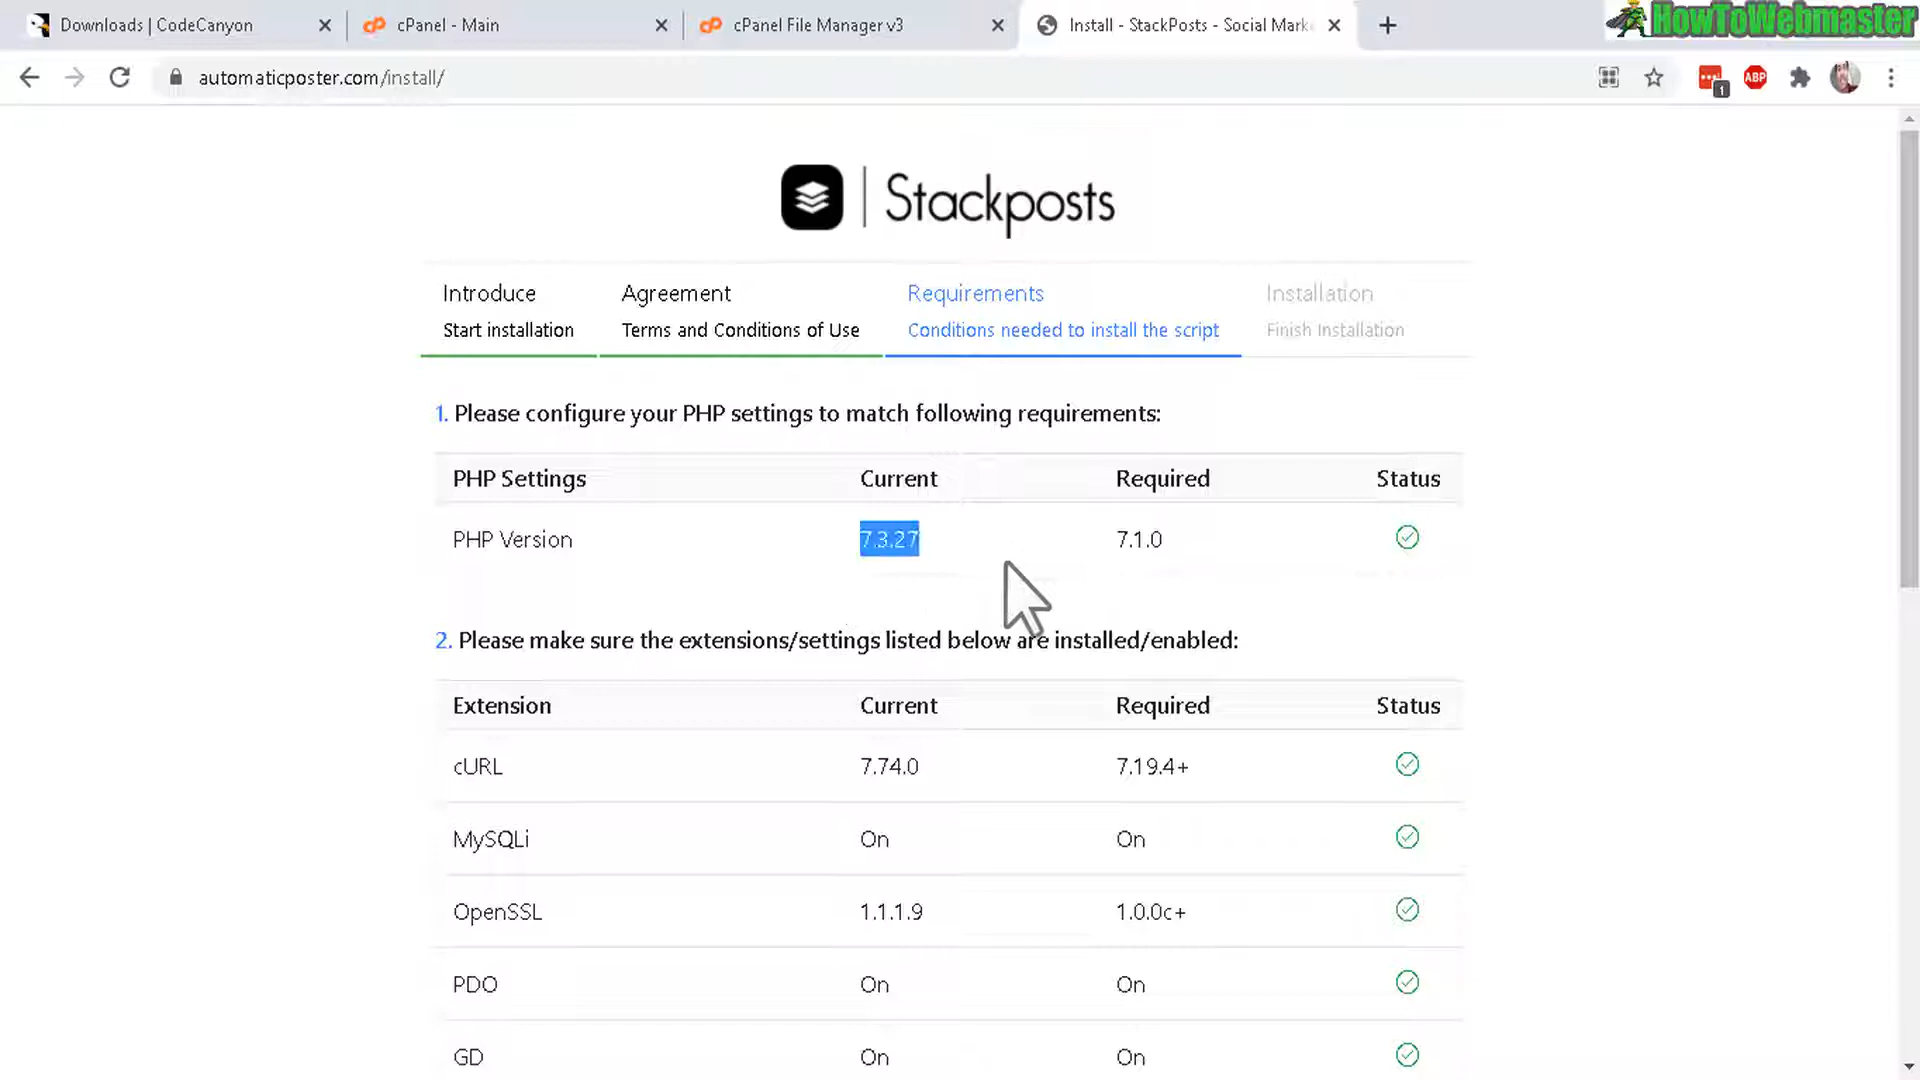 Downloads | CodeCanyon
cPanel - Main
cPanel File Manager v3
Install - StackPosts - Social Mark
HowToWebmaster
automaticposter.com/install/
1
ABP
Stackposts
Introduce
Start installation
Agreement
Terms and Conditions of Use
Requirements
Conditions needed to install the script
Installation
Finish Installation
1. Please configure your PHP settings to match following requirements:
PHP Settings Current Required Status
PHP Version 7.3.27 7.1.0
2. Please make sure the extensions/settings listed below are installed/enabled:
Extension Current Required Status
cURL 7.74.0 7.19.4+
MySQLi On On
OpenSSL 1.1.1.9 1.0.0c+
PDO On On
GD On On